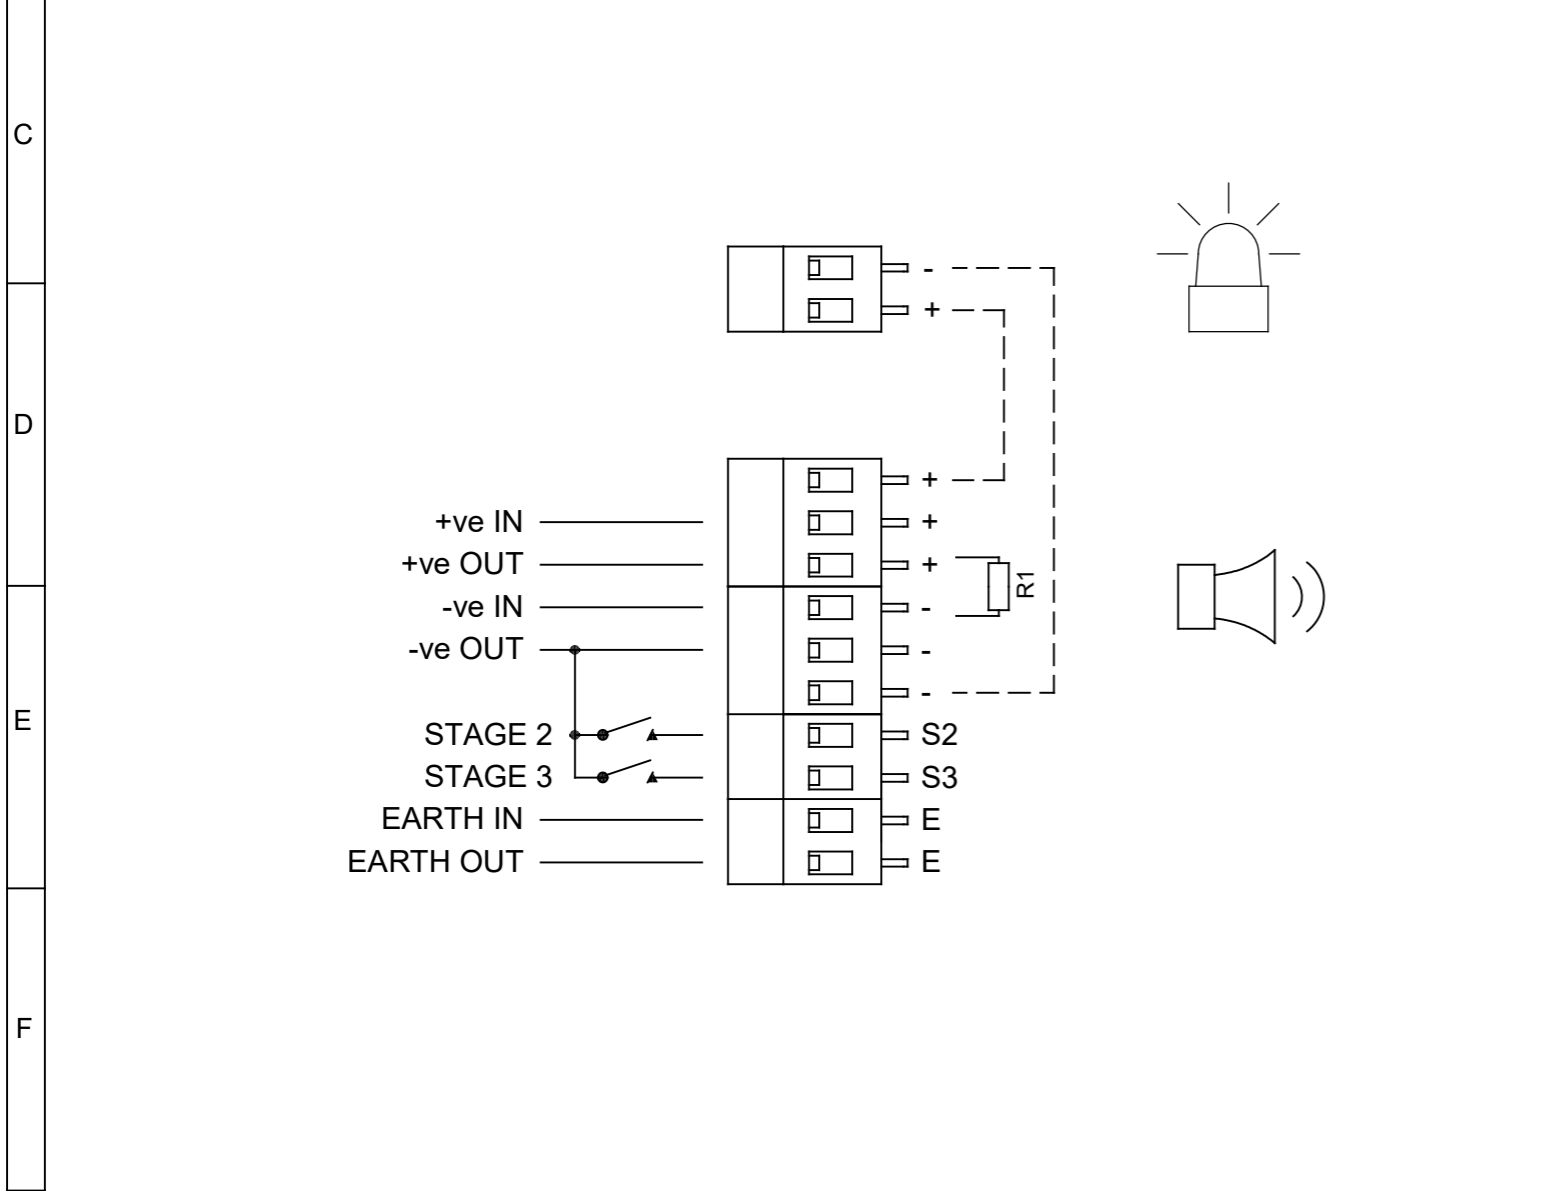 C
-
+
D
+
+ve IN +
+ve OUT +
R1
-ve IN -
-ve OUT -
-
E
STAGE 2 S2
STAGE 3 S3
EARTH IN E
EARTH OUT E
F